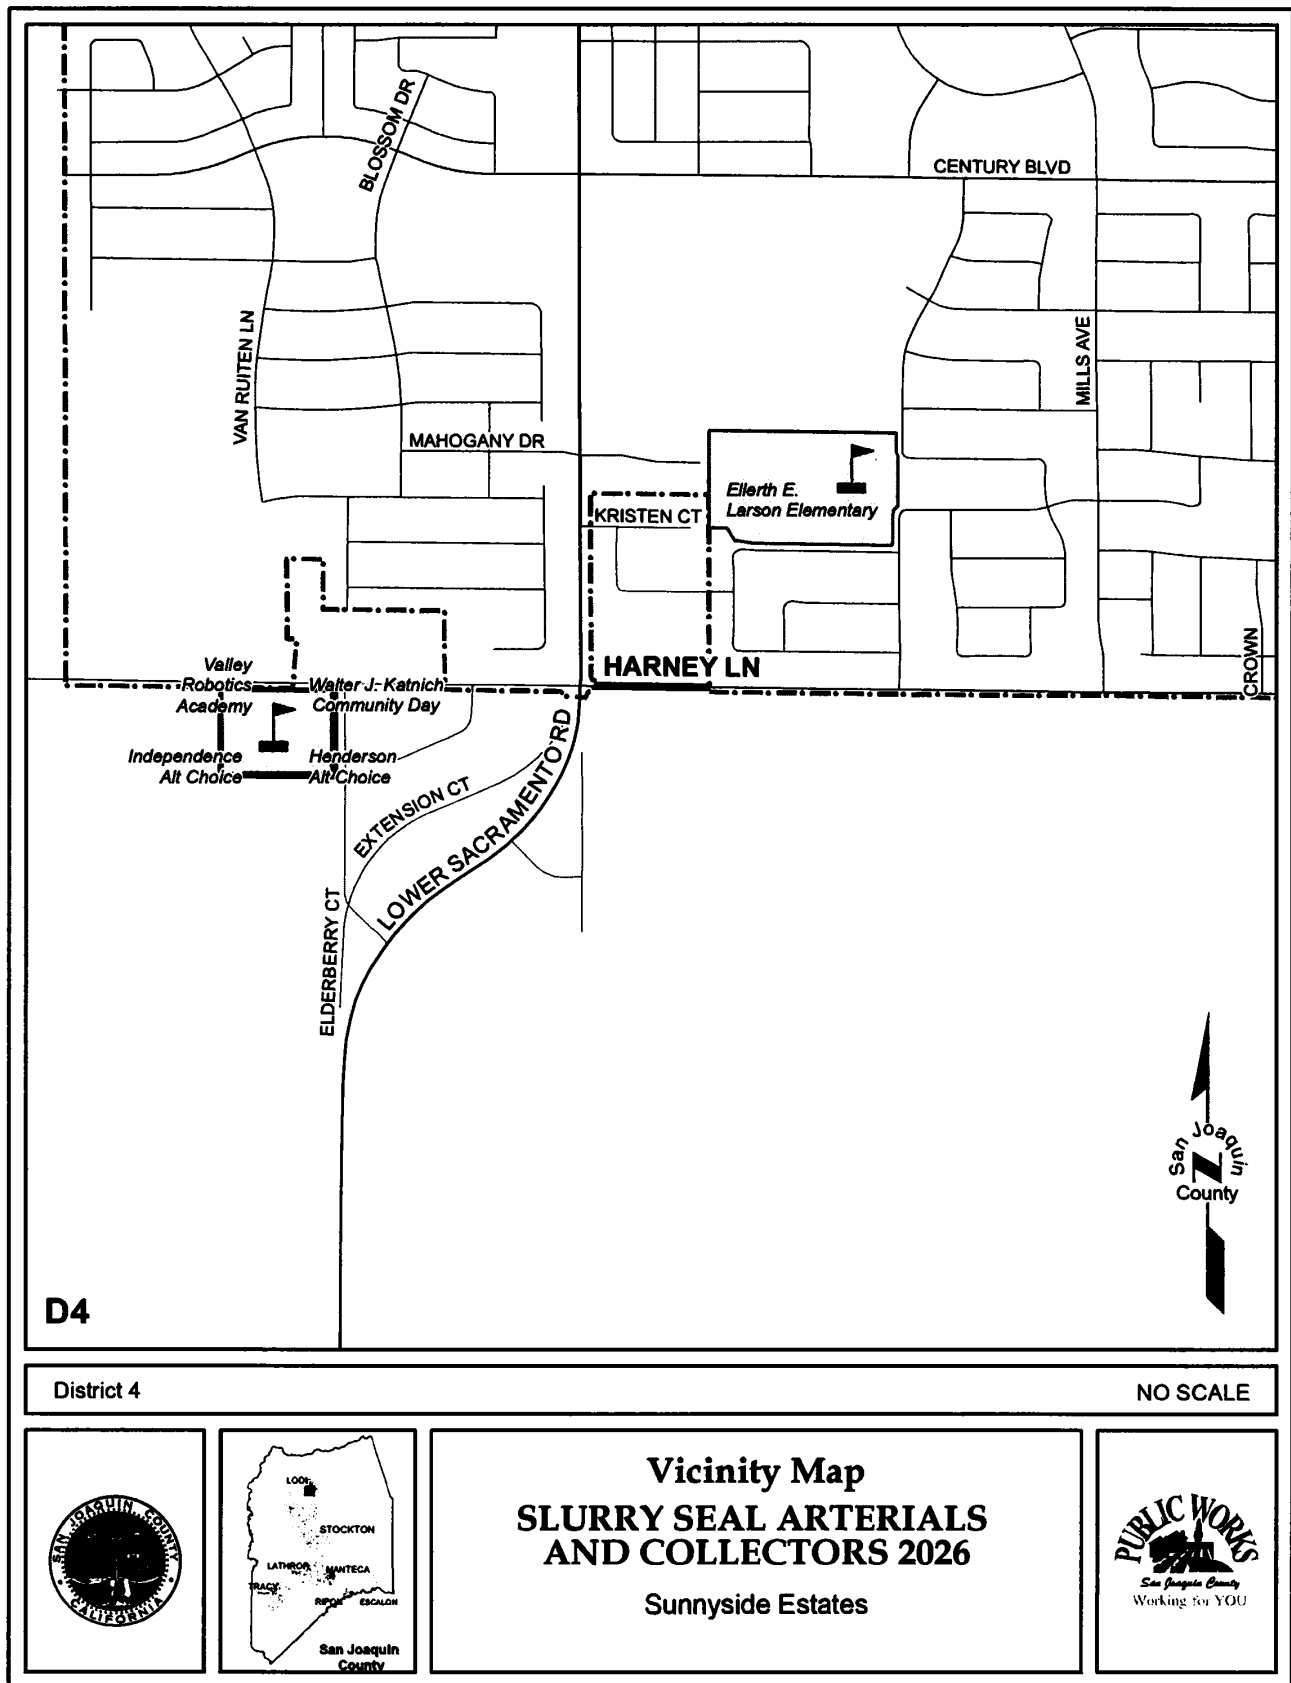 BLOSSOM DR
CENTURY BLVD
VAN RUITEN LN
MILLS AVE
MAHOGANY DR
Ellerth E.
Larson Elementary
KRISTEN CT
HARNEY LN
CROWN
Valley
Robotics
Academy
Walter J. Katnich
Community Day
Independence
Alt Choice
Henderson
Alt Choice
EXTENSION CT
LOWER SACRAMENTO RD
ELDERBERRY CT
San Joaquin
County
D4
District 4
NO SCALE
SAN JOAQUIN COUNTY
CALIFORNIA
LODI
STOCKTON
LATHROP
MANTECA
TRACY
RIPON
ESCALON
San Joaquin
County
Vicinity Map
SLURRY SEAL ARTERIALS
AND COLLECTORS 2026
Sunnyside Estates
PUBLIC WORKS
San Joaquin County
Working for YOU